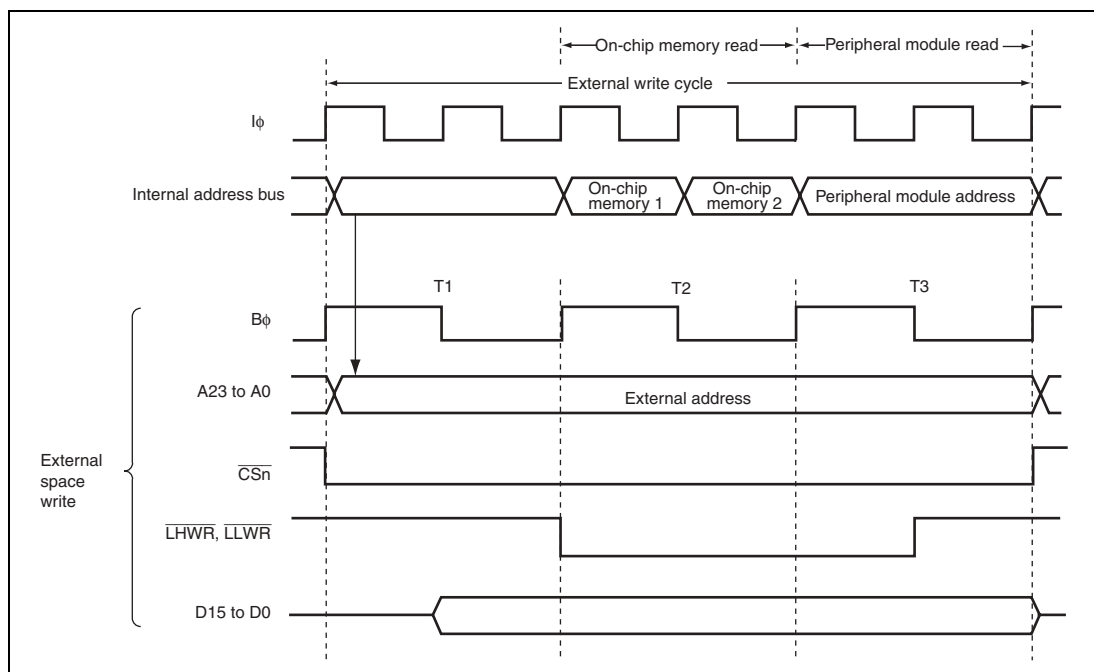 On-chip memory read
Peripheral module read
External write cycle
Iϕ
Internal address bus
On-chip
memory 1
On-chip
memory 2
Peripheral module address
T1
T2
T3
Bϕ
A23 to A0
External address
External
space
write
CSn
LHWR, LLWR
D15 to D0